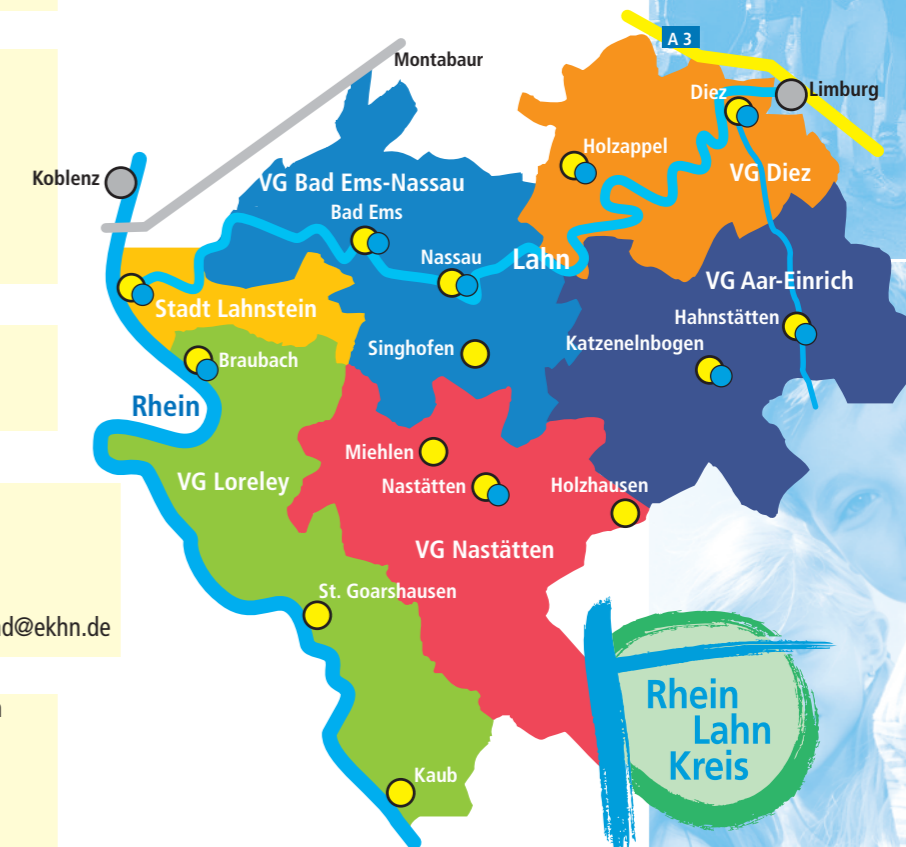 A 3
Montabaur
Diez
Limburg
Koblenz
Holzappel
VG Bad Ems-Nassau
VG Diez
Bad Ems
Nassau
Lahn
VG Aar-Einrich
Stadt Lahnstein
Hahnstätten
Singhofen
Katzenelnbogen
Braubach
Rhein
Miehlen
VG Loreley
Nastätten
Holzhausen
VG Nastätten
St. Goarshausen
d@ekhn.de
Rhein
Lahn
Kreis
Kaub